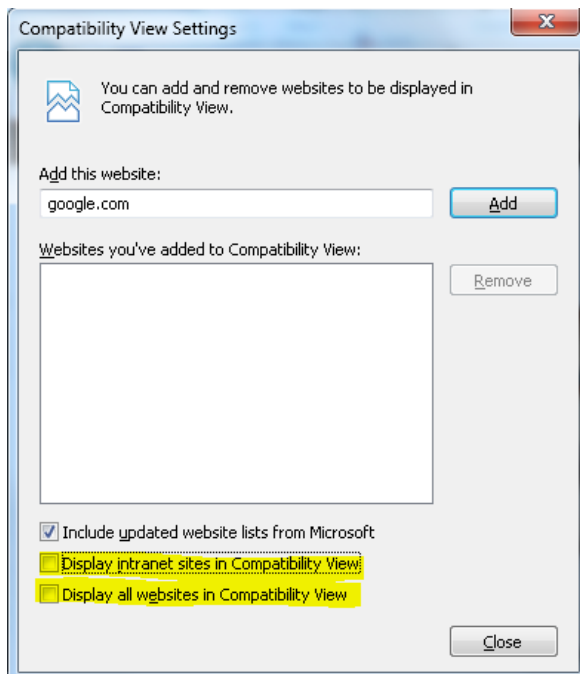 Compatibility View Settings
You can add and remove websites to be displayed in
Compatibility View.
Add this website:
google.com
Add
Websites you've added to Compatibility View:
Remove
Include updated website lists from Microsoft
Display intranet sites in Compatibility View
Display all websites in Compatibility View
Close